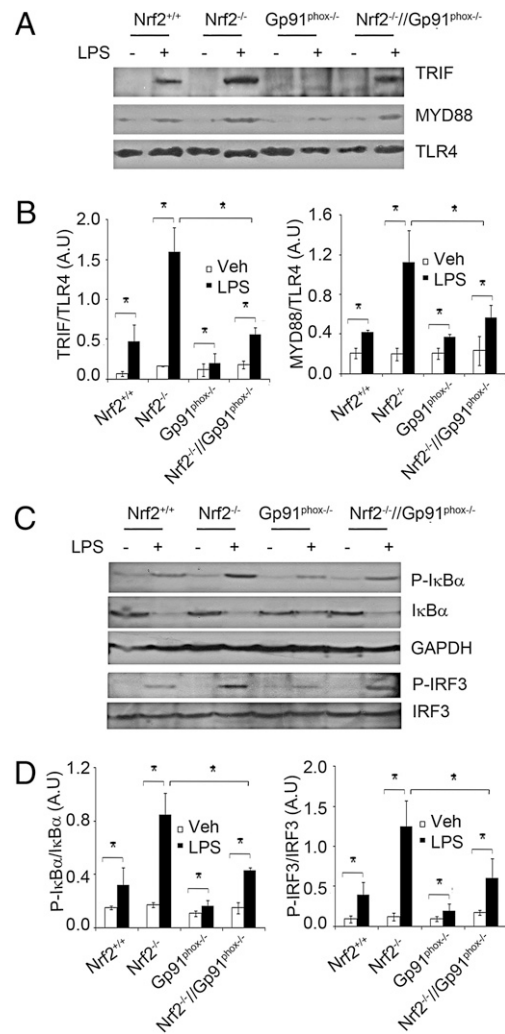 A
Nrf2+/+ Nrf2-/- Gp91phox-/- Nrf2-/-//Gp91phox-/-
LPS - + - + - + - +
TRIF
MYD88
TLR4
B
TRIF/TLR4 (A.U)
2.0
1.5
1.0
0.5
0.0
* * * * *
Veh
LPS
Nrf2+/+
Nrf2-/-
Gp91phox-/-
Nrf2-/-//Gp91phox-/-
MYD88/TLR4 (A.U)
1.6
1.2
0.8
0.4
0.0
* * * * *
Veh
LPS
Nrf2+/+
Nrf2-/-
Gp91phox-/-
Nrf2-/-//Gp91phox-/-
C
Nrf2+/+ Nrf2-/- Gp91phox-/- Nrf2-/-//Gp91phox-/-
LPS - + - + - + - +
P-IκBα
IκBα
GAPDH
P-IRF3
IRF3
D
P-IκBα/IκBα (A.U)
1.2
0.8
0.4
0.0
* * * * *
Veh
LPS
Nrf2+/+
Nrf2-/-
Gp91phox-/-
Nrf2-/-//Gp91phox-/-
P-IRF3/IRF3 (A.U)
2.0
1.5
1.0
0.5
0.0
* * * * *
Veh
LPS
Nrf2+/+
Nrf2-/-
Gp91phox-/-
Nrf2-/-//Gp91phox-/-